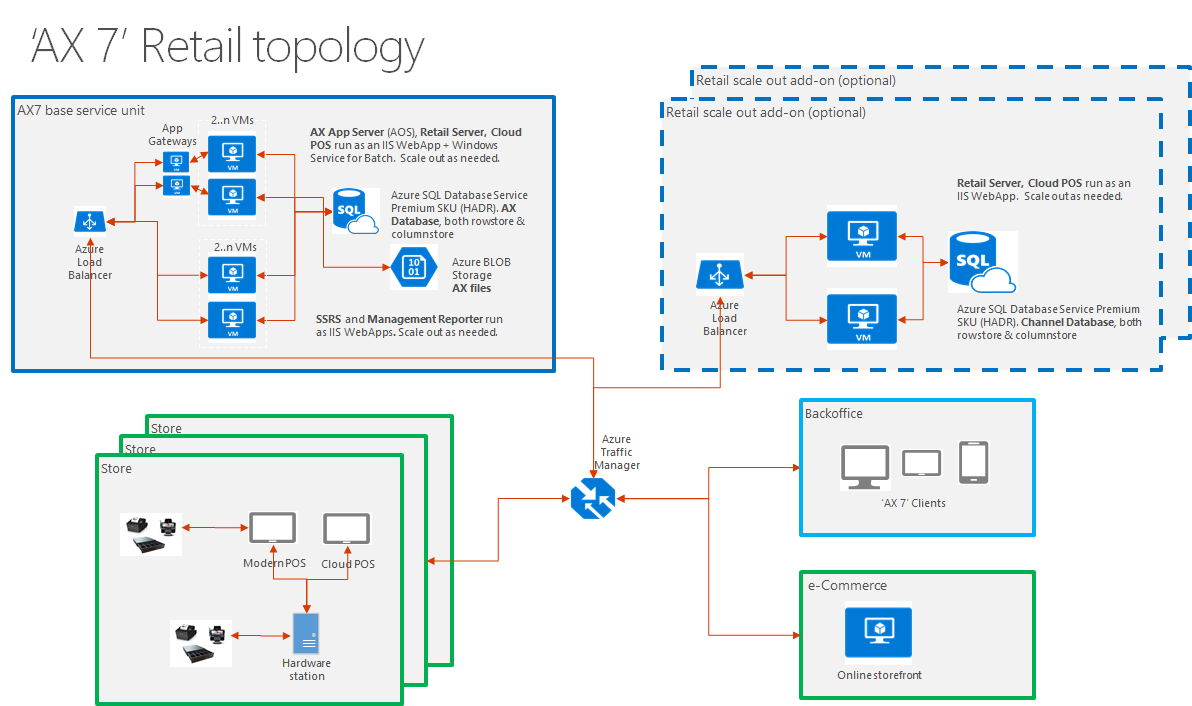 ‘AX 7’ Retail topology
AX7 base service unit
App
Gateways
2..n VMs
VM
VM
VM
VM
AX App Server (AOS), Retail Server, Cloud
POS run as an IIS WebApp + Windows
Service for Batch. Scale out as needed.
SQL
Azure SQL Database Service
Premium SKU (HADR). AX
Database, both rowstore &
columnstore
Azure
Load
Balancer
2..n VMs
VM
VM
10
01
Azure BLOB
Storage
AX files
SSRS and Management Reporter run
as IIS WebApps. Scale out as needed.
Retail scale out add-on (optional)
Retail scale out add-on (optional)
Retail Server, Cloud POS run as an
IIS WebApp. Scale out as needed.
VM
VM
SQL
Azure
Load
Balancer
Azure SQL Database Service Premium
SKU (HADR). Channel Database, both
rowstore & columnstore
Store
Store
Store
Modern POS
Cloud POS
Hardware
station
Azure
Traffic
Manager
Backoffice
‘AX 7’ Clients
e-Commerce
Online storefront